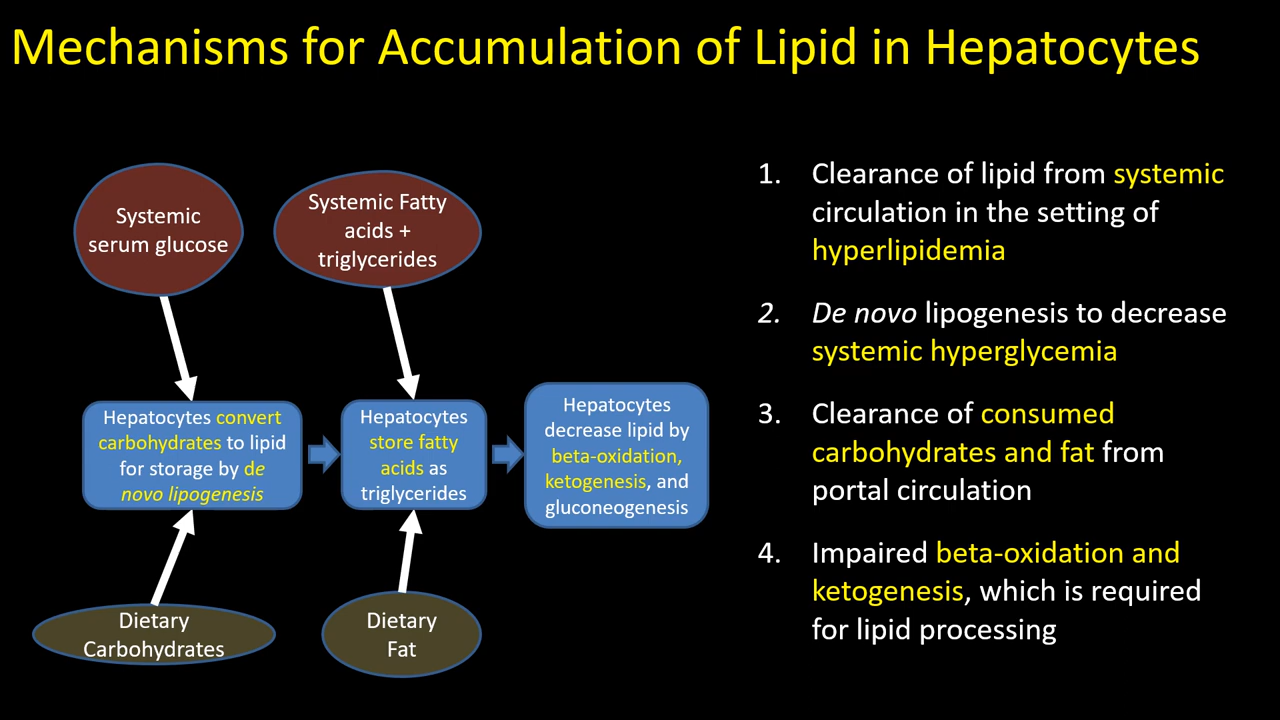 Mechanisms for Accumulation of Lipid in Hepatocytes
Systemic
serum glucose
Systemic Fatty
acids +
triglycerides
Hepatocytes convert
carbohydrates to lipid
for storage by de
novo lipogenesis
Hepatocytes
store fatty
acids as
triglycerides
Hepatocytes
decrease lipid by
beta-oxidation,
ketogenesis, and
gluconeogenesis
Dietary
Carbohydrates
Dietary
Fat
1. Clearance of lipid from systemic
circulation in the setting of
hyperlipidemia
2. De novo lipogenesis to decrease
systemic hyperglycemia
3. Clearance of consumed
carbohydrates and fat from
portal circulation
4. Impaired beta-oxidation and
ketogenesis, which is required
for lipid processing